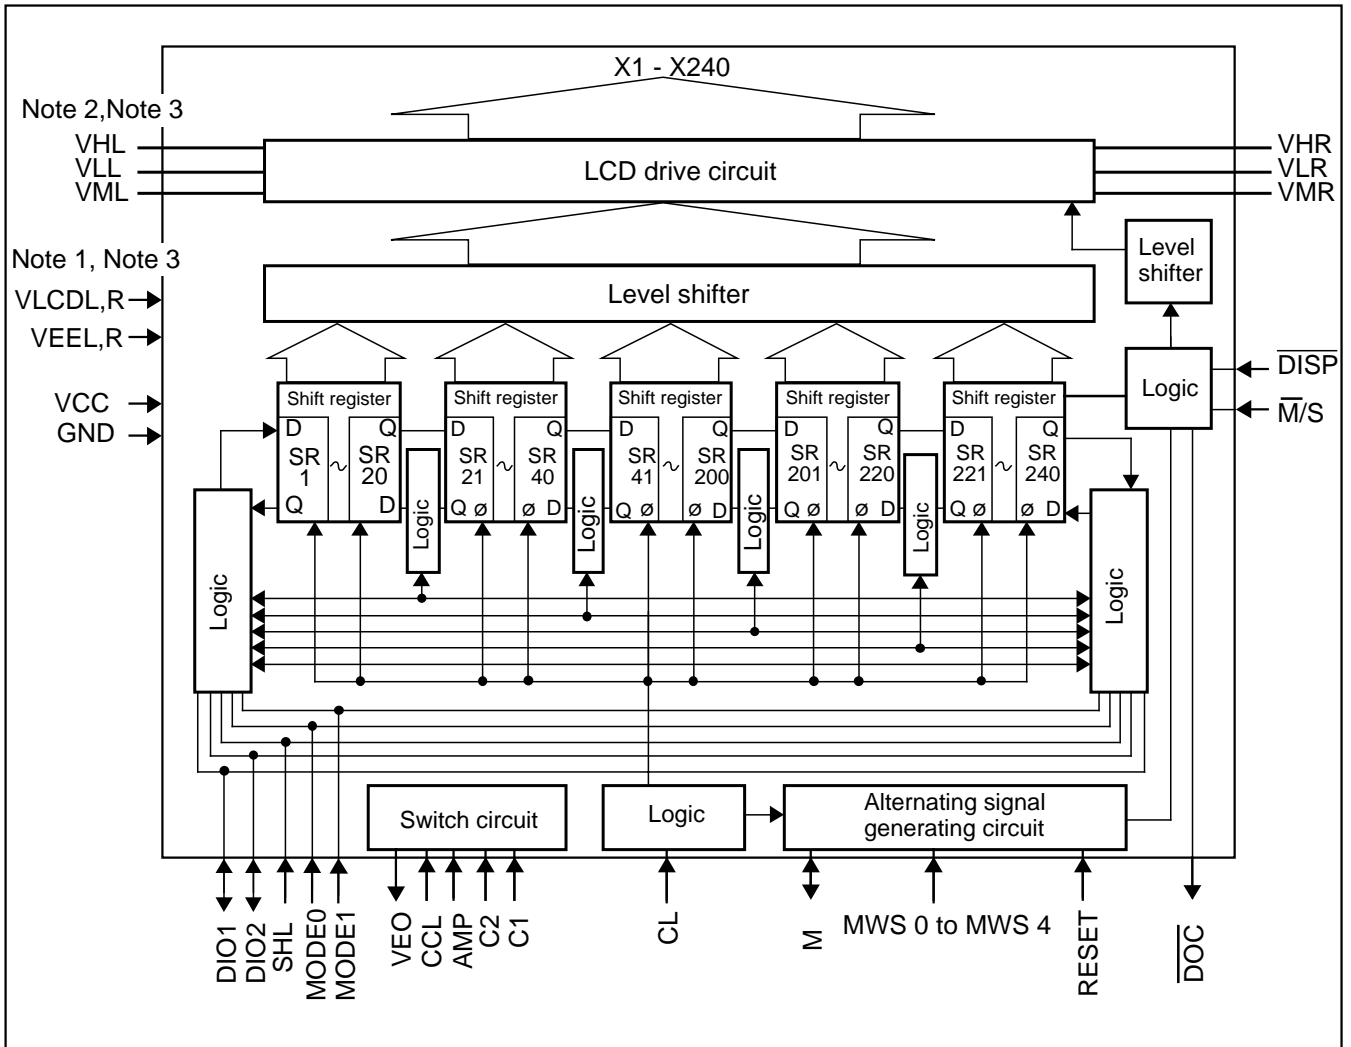 X1 - X240
Note 2,Note 3
VHL
VLL
VML
LCD drive circuit
VHR
VLR
VMR
Note 1, Note 3
VLCDL,R
VEEL,R
VCC
GND
Level shifter
Level
shifter
Logic
DISP
M/S
Shift register
D
Q
SR
1
~
SR
20
Q
D
Shift register
D
Q
SR
21
~
SR
40
Q ø
ø D
Shift register
D
Q
SR
41
~
SR
200
Q ø
ø D
Shift register
D
Q
SR
201
~
SR
220
Q ø
ø D
Shift register
D
Q
SR
221
~
SR
240
Q ø
ø D
Logic
Logic
Logic
Logic
Logic
Logic
Switch circuit
Logic
Alternating signal
generating circuit
DIO1
DIO2
SHL
MODE0
MODE1
VEO
CCL
AMP
C2
C1
CL
M
MWS 0 to MWS 4
RESET
DOC